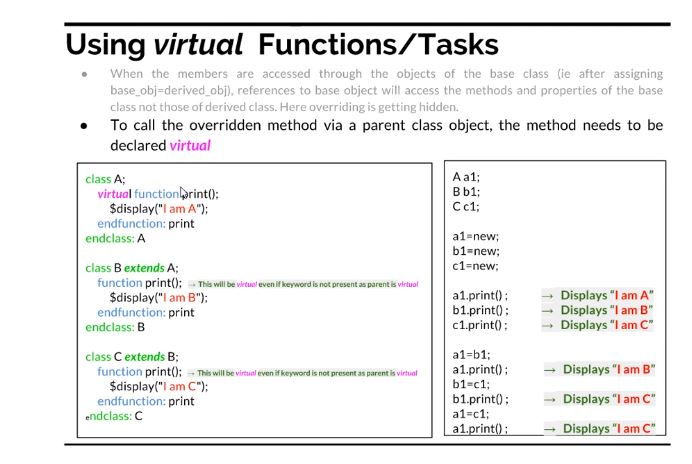 Using virtual Functions/Tasks
● When the members are accessed through the objects of the base class (ie after assigning
base_obj=derived_obj), references to base object will access the methods and properties of the base
class not those of derived class. Here overriding is getting hidden.
● To call the overridden method via a parent class object, the method needs to be
declared virtual
class A;
virtual function print();
$display("I am A");
endfunction: print
endclass: A
class B extends A;
function print(); → This will be virtual even if keyword is not present as parent is virtual
$display("I am B");
endfunction: print
endclass: B
class C extends B;
function print(); → This will be virtual even if keyword is not present as parent is virtual
$display("I am C");
endfunction: print
endclass: C
A a1;
B b1;
C c1;
a1=new;
b1=new;
c1=new;
a1.print() ; → Displays “I am A”
b1.print() ; → Displays “I am B”
c1.print() ; → Displays “I am C”
a1=b1;
a1.print() ; → Displays “I am B”
b1=c1;
b1.print() ; → Displays “I am C”
a1=c1;
a1.print() ; → Displays “I am C”